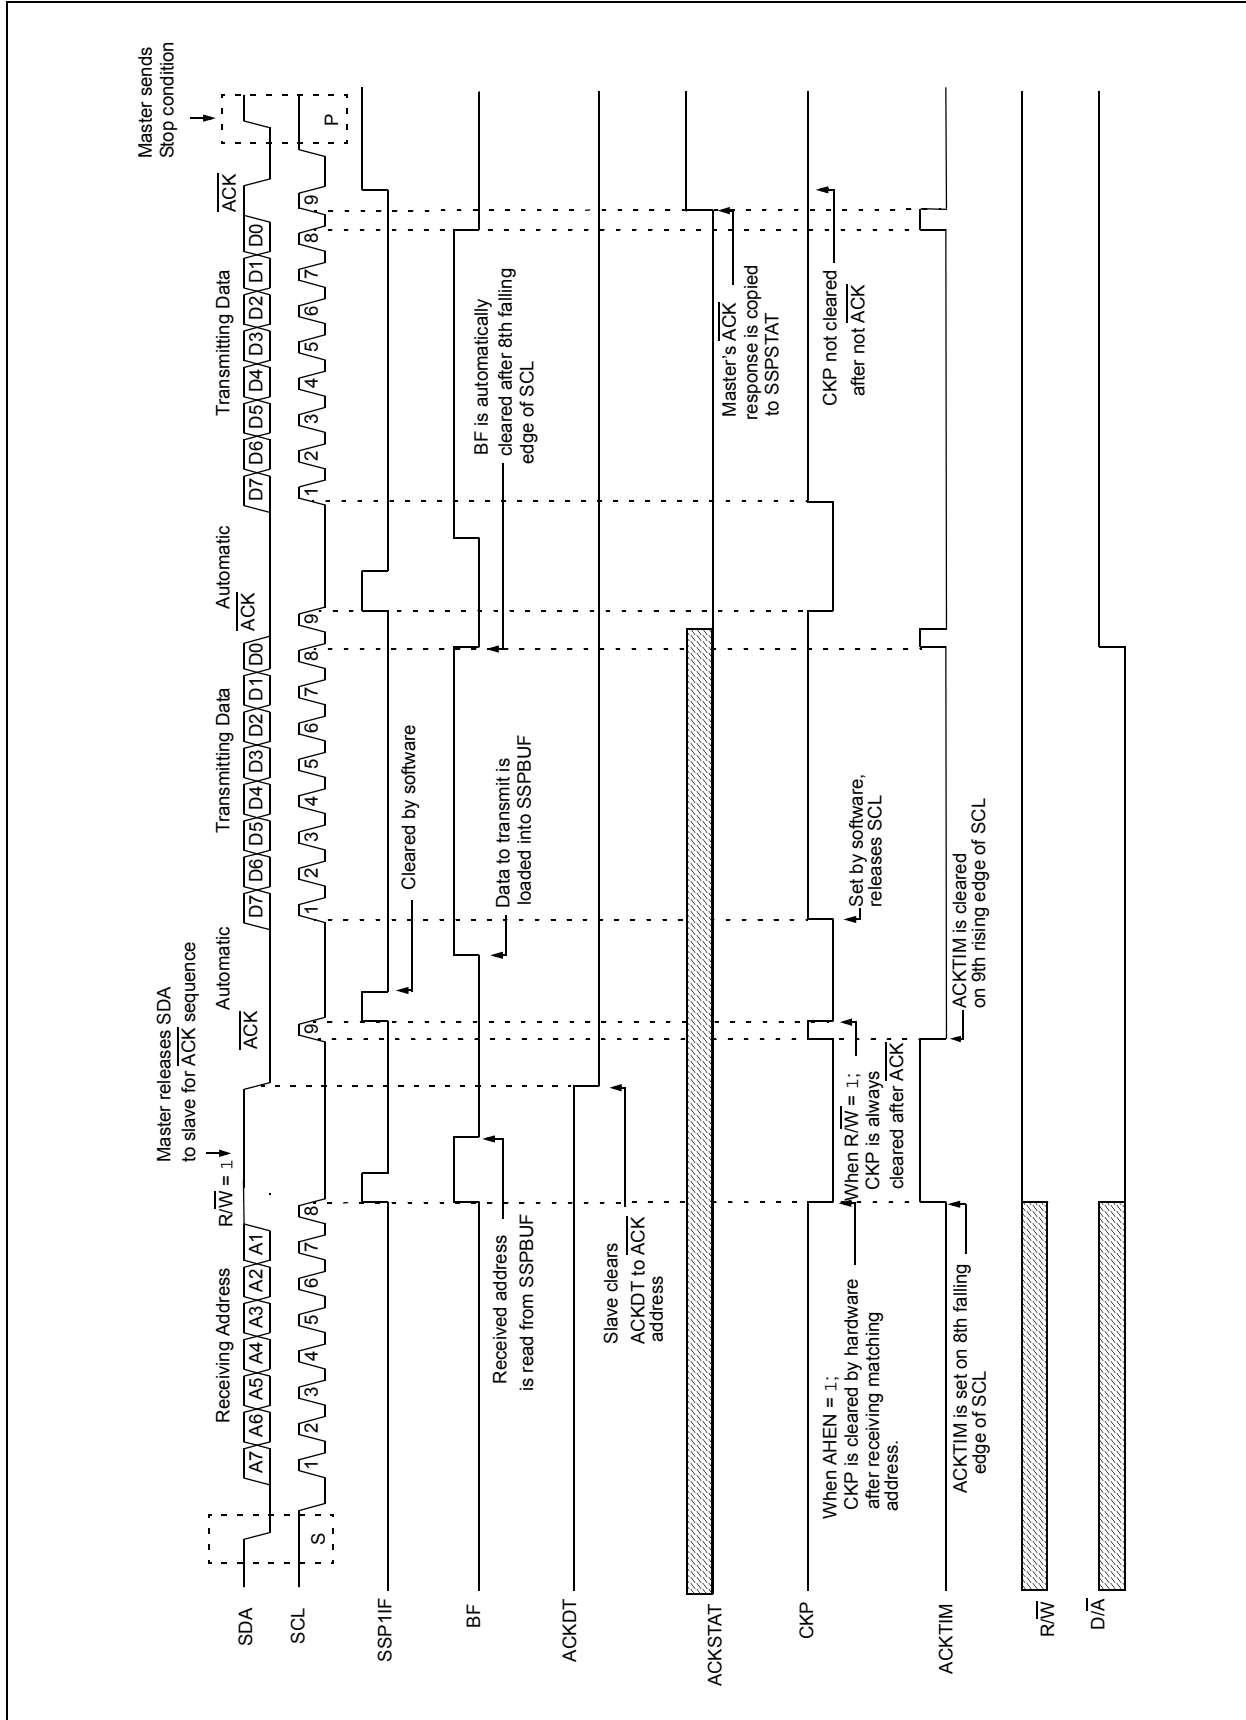 Master sends
Stop condition
Master releases SDA
to slave for ACK sequence
Receiving Address
R/W = 1
ACK
Automatic
Transmitting Data
ACK
Automatic
Transmitting Data
ACK
SDA
A7 A6 A5 A4 A3 A2 A1
D7 D6 D5 D4 D3 D2 D1 D0
D7 D6 D5 D4 D3 D2 D1 D0
SCL
S
1 2 3 4 5 6 7 8 9
1 2 3 4 5 6 7 8 9
1 2 3 4 5 6 7 8 9
P
SSP1IF
Cleared by software
BF
Received address
is read from SSPBUF
Data to transmit is
loaded into SSPBUF
BF is automatically
cleared after 8th falling
edge of SCL
ACKDT
Slave clears
ACKDT to ACK
address
ACKSTAT
Master's ACK
response is copied
to SSPSTAT
CKP
When AHEN = 1;
CKP is cleared by hardware
after receiving matching
address.
When R/W = 1;
CKP is always
cleared after ACK
Set by software,
releases SCL
CKP not cleared
after not ACK
ACKTIM
ACKTIM is set on 8th falling
edge of SCL
ACKTIM is cleared
on 9th rising edge of SCL
R/W
D/A